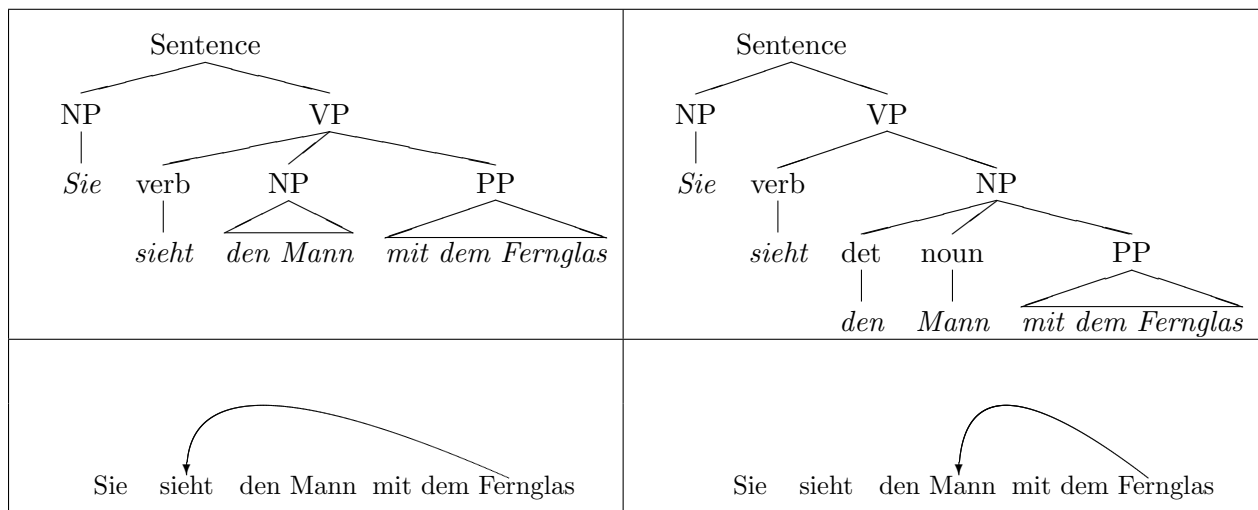 Sentence
NP VP
Sie verb NP PP
sieht den Mann mit dem Fernglas
Sentence
NP VP
Sie verb NP
sieht det noun PP
den Mann mit dem Fernglas
Sie sieht den Mann mit dem Fernglas
Sie sieht den Mann mit dem Fernglas